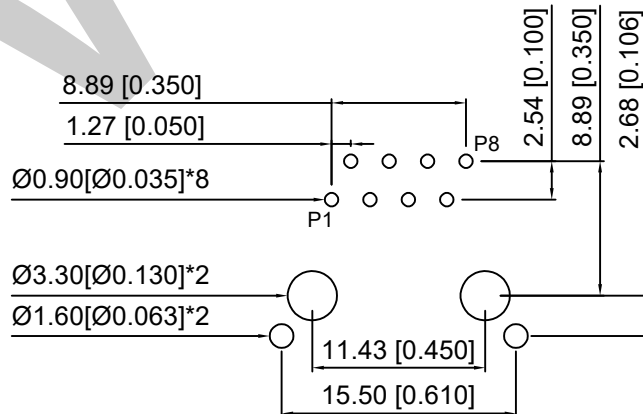 8.89 [0.350]
1.27 [0.050]
2.54 [0.100]
8.89 [0.350]
2.68 [0.106]
P8
Ø0.90[Ø0.035]*8
P1
Ø3.30[Ø0.130]*2
Ø1.60[Ø0.063]*2
11.43 [0.450]
15.50 [0.610]